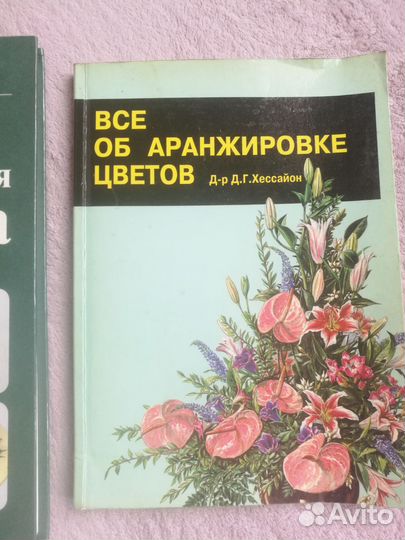 ВСЕ
ОБ АРАНЖИРОВКЕ
ЦВЕТОВ Д-р Д.Г.Хессайон
Я
а
Avito